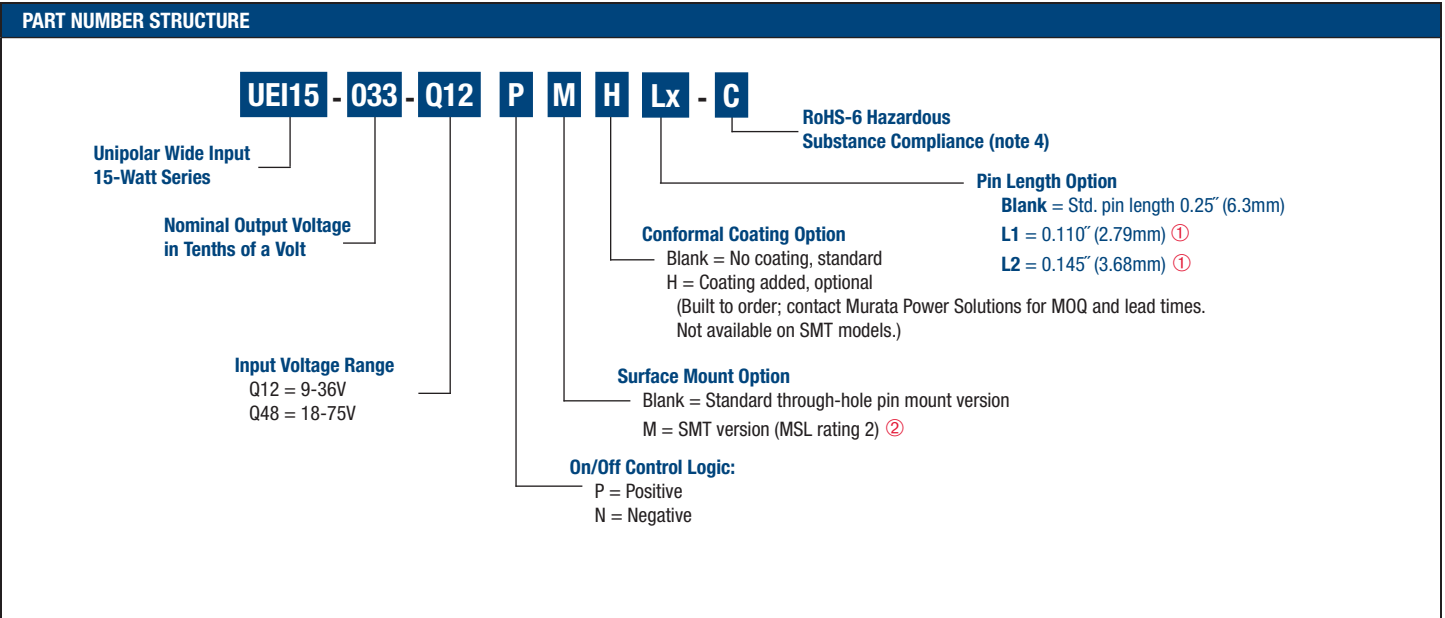 PART NUMBER STRUCTURE
UEI15 - 033 - Q12 P M H Lx - C
RoHS-6 Hazardous
Substance Compliance (note 4)
Unipolar Wide Input
15-Watt Series
Pin Length Option
Blank = Std. pin length 0.25˝ (6.3mm)
L1 = 0.110˝ (2.79mm) ①
L2 = 0.145˝ (3.68mm) ①
Nominal Output Voltage
in Tenths of a Volt
Conformal Coating Option
Blank = No coating, standard
H = Coating added, optional
(Built to order; contact Murata Power Solutions for MOQ and lead times.
Not available on SMT models.)
Input Voltage Range
Q12 = 9-36V
Q48 = 18-75V
Surface Mount Option
Blank = Standard through-hole pin mount version
M = SMT version (MSL rating 2) ②
On/Off Control Logic:
P = Positive
N = Negative